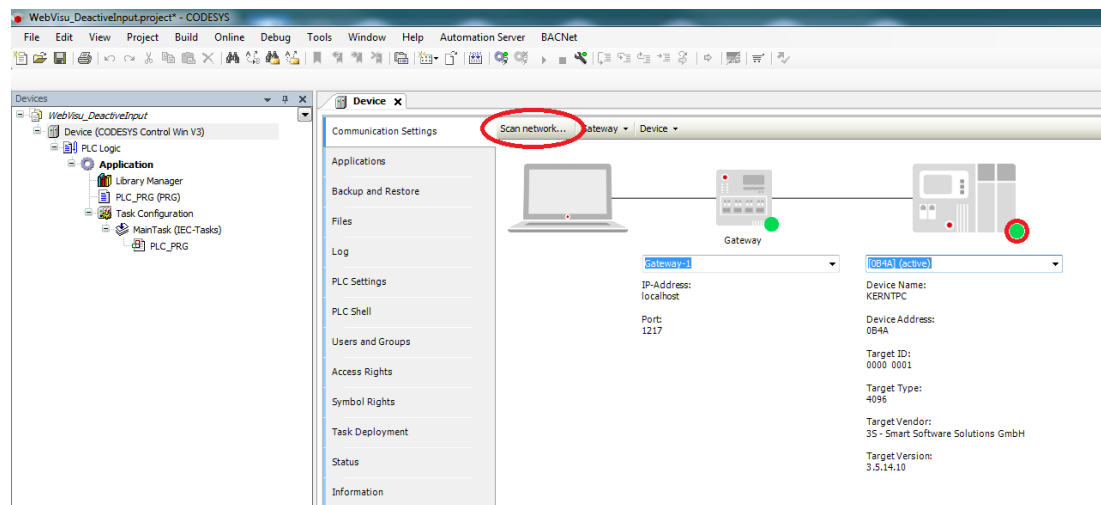 WebVisu_DeactiveInput.project* - CODESYS
File Edit View Project Build Online Debug Tools Window Help Automation Server BACNet
Devices
WebVisu_DeactiveInput
Device (CODESYS Control Win V3)
PLC Logic
Application
Library Manager
PLC_PRG (PRG)
Task Configuration
MainTask (IEC-Tasks)
PLC_PRG
Device
Communication Settings
Applications
Backup and Restore
Files
Log
PLC Settings
PLC Shell
Users and Groups
Access Rights
Symbol Rights
Task Deployment
Status
Information
Scan network... Gateway Device
Gateway
Gateway-1
IP-Address:
localhost
Port:
1217
[0B4A] (active)
Device Name:
KERNTPC
Device Address:
0B4A
Target ID:
0000 0001
Target Type:
4096
Target Vendor:
3S - Smart Software Solutions GmbH
Target Version:
3.5.14.10